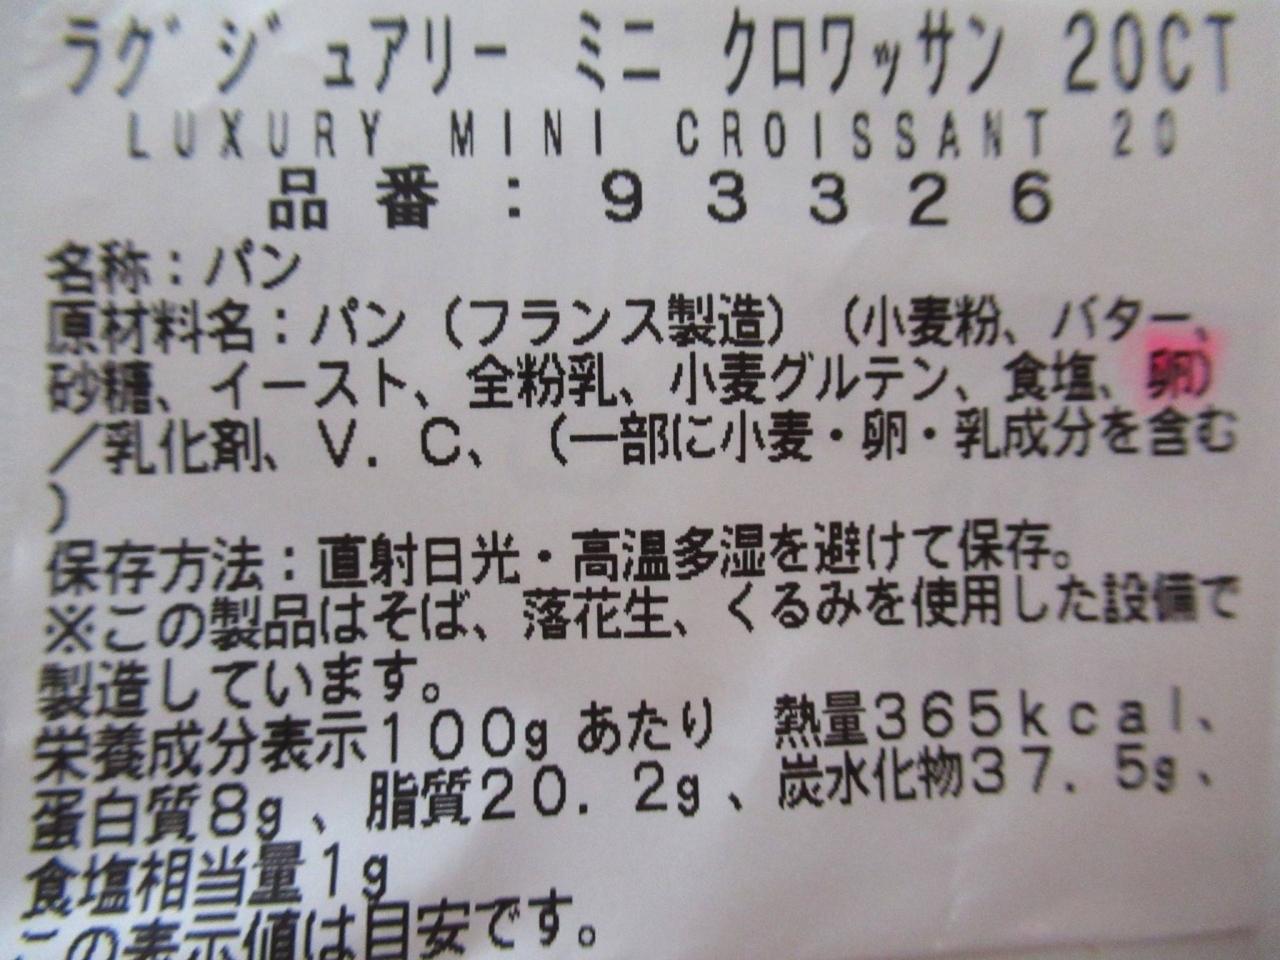 ラグジュアリー ミニ クロワッサン 20CT
LUXURY MINI CROISSANT 20
品番:93326
名称:パン
原材料名:パン(フランス製造)(小麦粉、バター、
砂糖、イースト、全粉乳、小麦グルテン、食塩、卵)
/乳化剤、V.C、(一部に小麦・卵・乳成分を含む
)
保存方法:直射日光・高温多湿を避けて保存。
※この製品はそば、落花生、くるみを使用した設備で
製造しています。
栄養成分表示100gあたり 熱量365kcal、
蛋白質8g、脂質20.2g、炭水化物37.5g、
食塩相当量1g
この表示値は目安です。